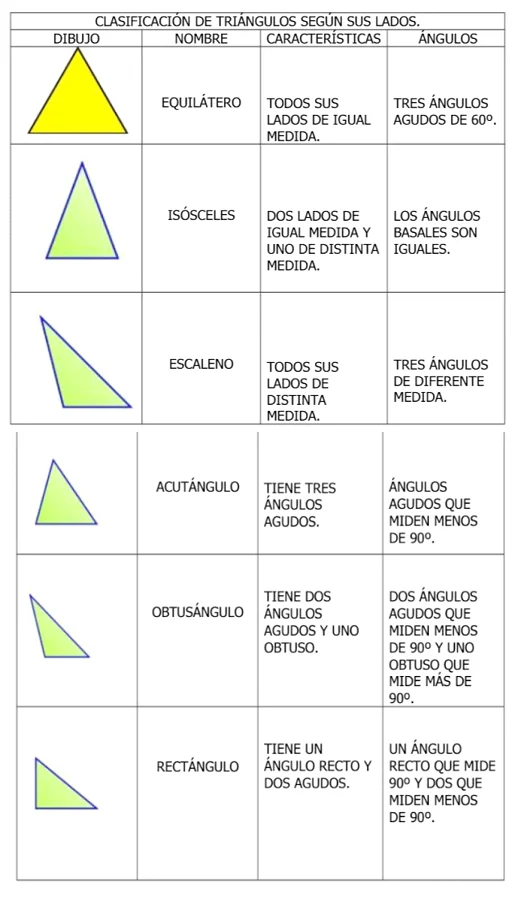 CLASIFICACIÓN DE TRIÁNGULOS SEGÚN SUS LADOS.
DIBUJO NOMBRE CARACTERÍSTICAS ÁNGULOS
EQUILÁTERO
TODOS SUS
LADOS DE IGUAL
MEDIDA.
TRES ÁNGULOS
AGUDOS DE 60º.
ISÓSCELES
DOS LADOS DE
IGUAL MEDIDA Y
UNO DE DISTINTA
MEDIDA.
LOS ÁNGULOS
BASALES SON
IGUALES.
ESCALENO
TODOS SUS
LADOS DE
DISTINTA
MEDIDA.
TRES ÁNGULOS
DE DIFERENTE
MEDIDA.
ACUTÁNGULO
TIENE TRES
ÁNGULOS
AGUDOS.
ÁNGULOS
AGUDOS QUE
MIDEN MENOS
DE 90º.
OBTUSÁNGULO
TIENE DOS
ÁNGULOS
AGUDOS Y UNO
OBTUSO.
DOS ÁNGULOS
AGUDOS QUE
MIDEN MENOS
DE 90º Y UNO
OBTUSO QUE
MIDE MÁS DE
90º.
RECTÁNGULO
TIENE UN
ÁNGULO RECTO Y
DOS AGUDOS.
UN ÁNGULO
RECTO QUE MIDE
90º Y DOS QUE
MIDEN MENOS
DE 90º.